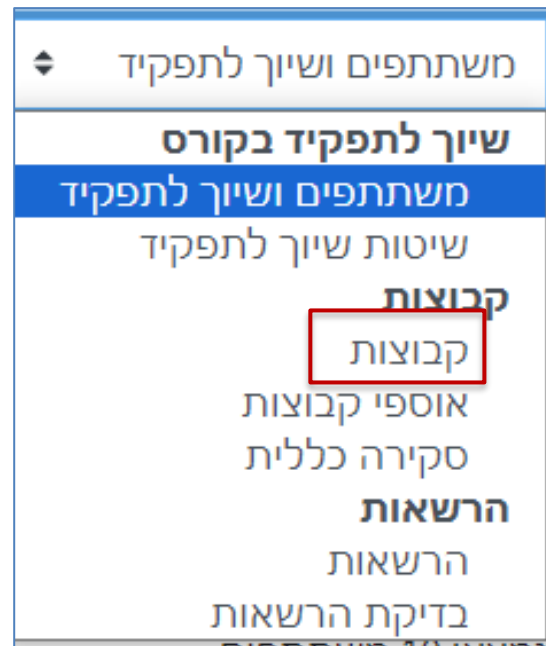 משתתפים ושיוך לתפקיד
שיוך לתפקיד בקורס
משתתפים ושיוך לתפקיד
שיטות שיוך לתפקיד
קבוצות
קבוצות
אוספי קבוצות
סקירה כללית
הרשאות
הרשאות
בדיקת הרשאות